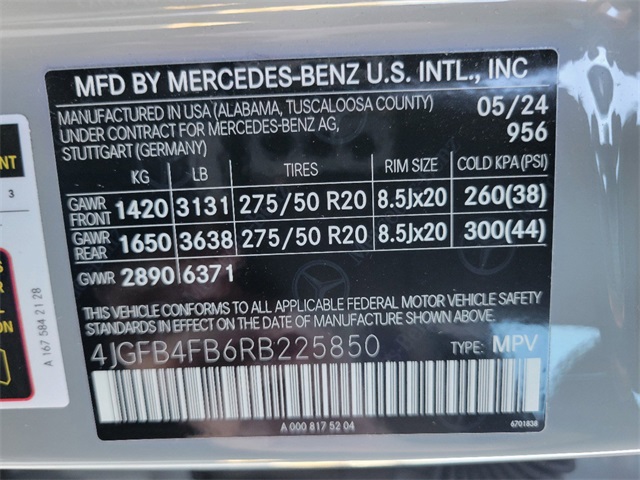 MFD BY MERCEDES-BENZ U.S. INTL., INC
MANUFACTURED IN USA (ALABAMA, TUSCALOOSA COUNTY) 05/24
UNDER CONTRACT FOR MERCEDES-BENZ AG, 956
STUTTGART (GERMANY)
KG LB TIRES RIM SIZE COLD KPA (PSI)
GAWR FRONT 1420 3131 275/50 R20 8.5Jx20 260(38)
GAWR REAR 1650 3638 275/50 R20 8.5Jx20 300(44)
GVWR 2890 6371
THIS VEHICLE CONFORMS TO ALL APPLICABLE FEDERAL MOTOR VEHICLE SAFETY
STANDARDS IN EFFECT ON THE DATE OF MANUFACTURE SHOWN ABOVE.
4JGFB4FB6RB225850 TYPE: MPV
A 000 817 52 04 6701838
3
A 167 584 21 28